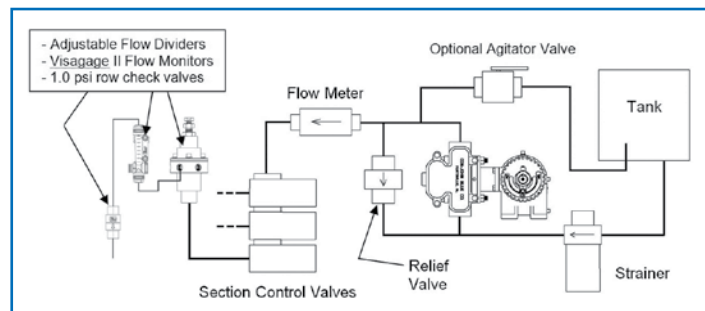 - Adjustable Flow Dividers
- Visagage II Flow Monitors
- 1.0 psi row check valves
Optional Agitator Valve
Flow Meter
Tank
Relief
Valve
Strainer
Section Control Valves